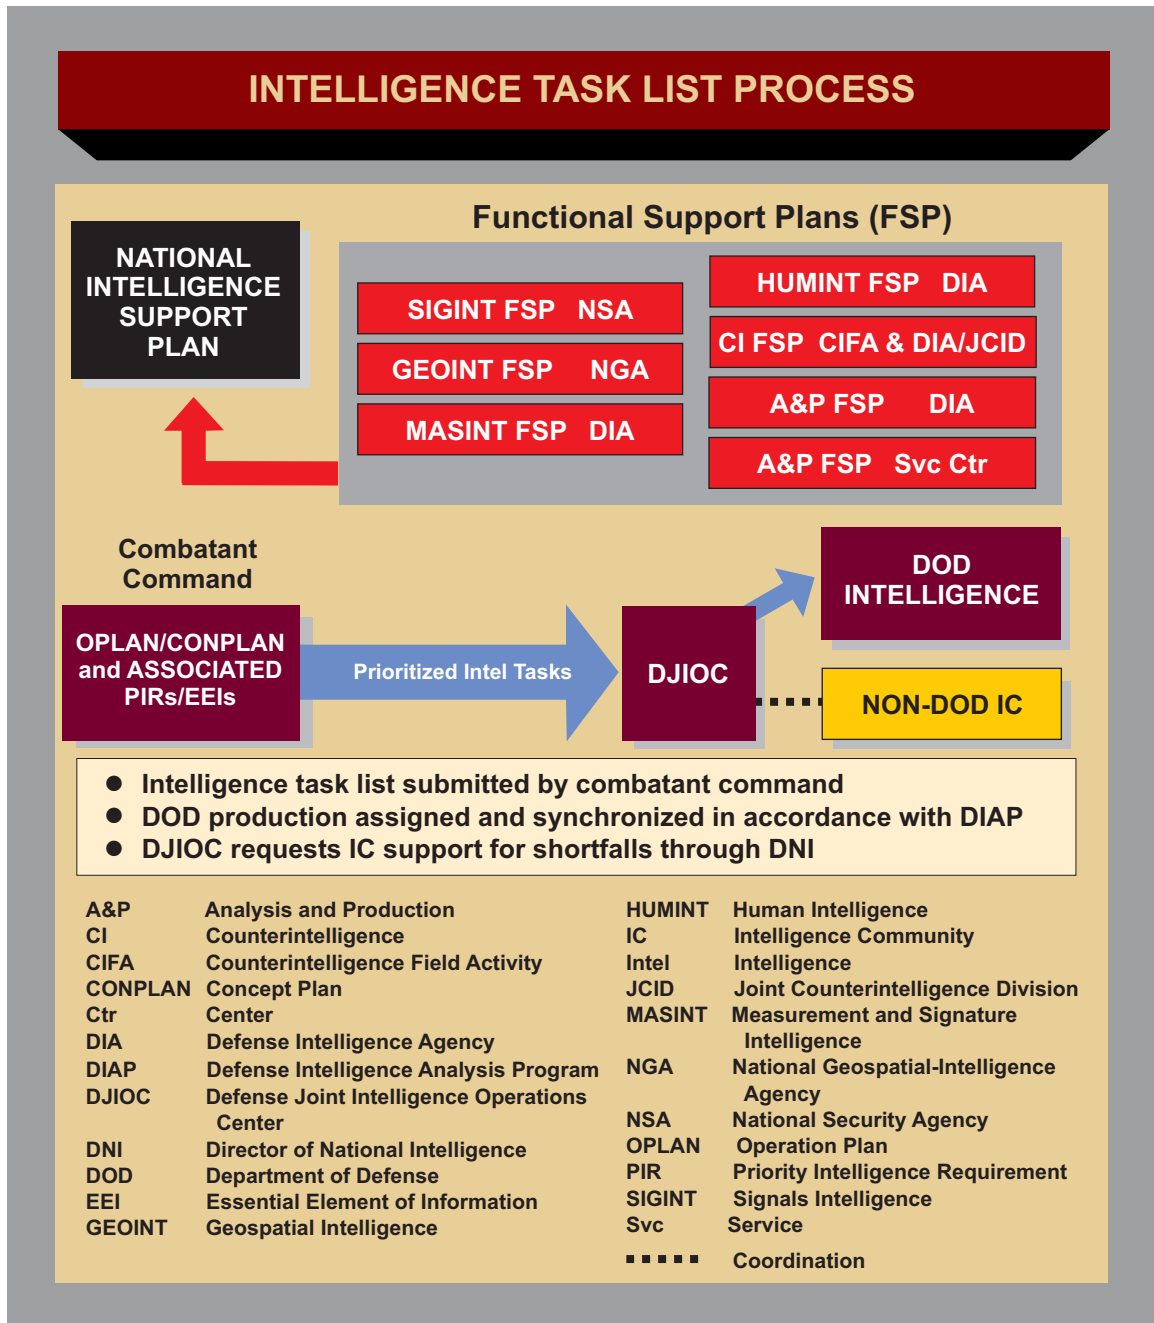 INTELLIGENCE TASK LIST PROCESS
Functional Support Plans (FSP)
NATIONAL
INTELLIGENCE
SUPPORT
PLAN
SIGINT FSP NSA
GEOINT FSP NGA
MASINT FSP DIA
HUMINT FSP DIA
CI FSP CIFA & DIA/JCID
A&P FSP DIA
A&P FSP Svc Ctr
Combatant
Command
OPLAN/CONPLAN
and ASSOCIATED
PIRs/EEIs
Prioritized Intel Tasks
DJIOC
DOD
INTELLIGENCE
NON-DOD IC
● Intelligence task list submitted by combatant command
● DOD production assigned and synchronized in accordance with DIAP
● DJIOC requests IC support for shortfalls through DNI
A&P Analysis and Production
CI Counterintelligence
CIFA Counterintelligence Field Activity
CONPLAN Concept Plan
Ctr Center
DIA Defense Intelligence Agency
DIAP Defense Intelligence Analysis Program
DJIOC Defense Joint Intelligence Operations
Center
DNI Director of National Intelligence
DOD Department of Defense
EEI Essential Element of Information
GEOINT Geospatial Intelligence
HUMINT Human Intelligence
IC Intelligence Community
Intel Intelligence
JCID Joint Counterintelligence Division
MASINT Measurement and Signature
Intelligence
NGA National Geospatial-Intelligence
Agency
NSA National Security Agency
OPLAN Operation Plan
PIR Priority Intelligence Requirement
SIGINT Signals Intelligence
Svc Service
Coordination